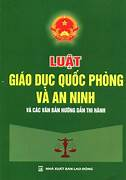 LUẬT
GIÁO DỤC QUỐC PHÒNG
VÀ AN NINH
VÀ CÁC VĂN BẢN HƯỚNG DẪN THI HÀNH
NHÀ XUẤT BẢN LAO ĐỘNG